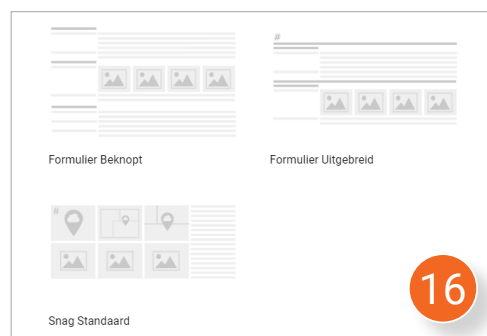 #
Formulier Beknopt
Formulier Uitgebreid
#
Snag Standaard
16